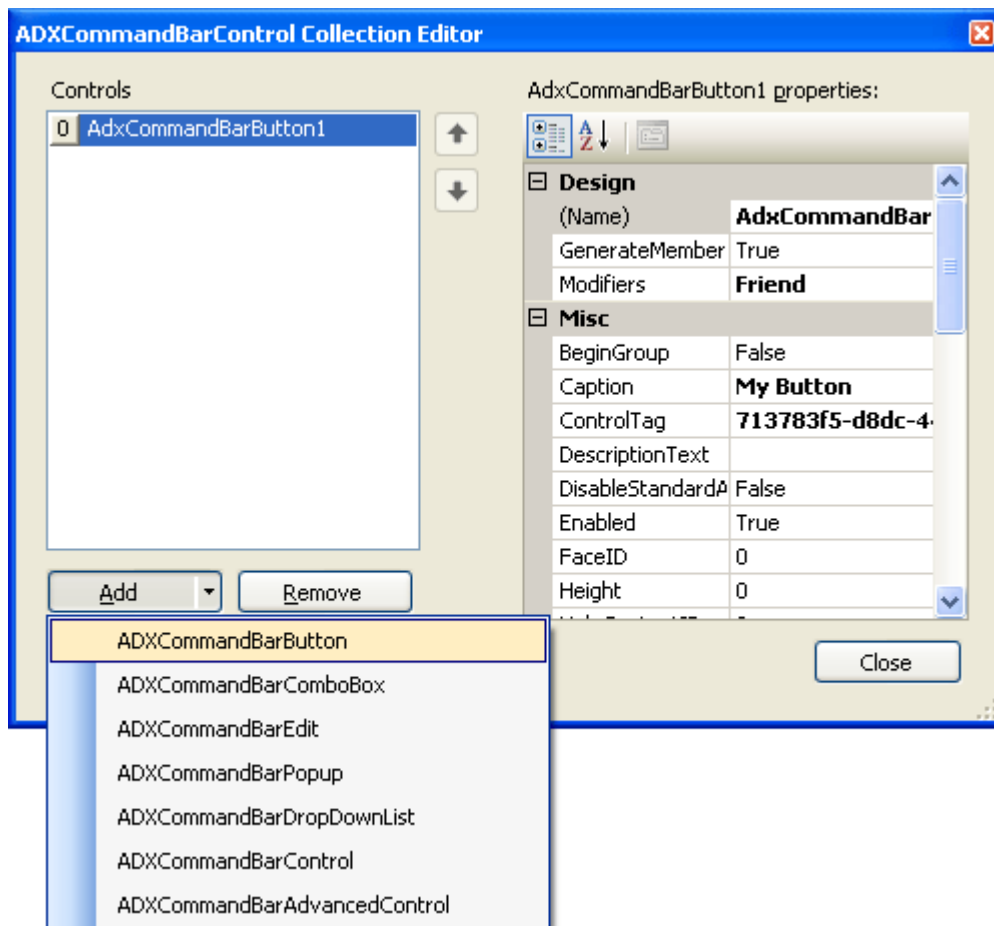 ADXCommandBarControl Collection Editor
Controls
AdxCommandBarButton1 properties:
0 AdxCommandBarButton1
Design
(Name) AdxCommandBar
GenerateMember True
Modifiers Friend
Misc
BeginGroup False
Caption My Button
ControlTag 713783f5-d8dc-4
DescriptionText
DisableStandardA False
Enabled True
FaceID 0
Height 0
Add
Remove
ADXCommandBarButton
ADXCommandBarComboBox
ADXCommandBarEdit
ADXCommandBarPopup
ADXCommandBarDropDownList
ADXCommandBarControl
ADXCommandBarAdvancedControl
Close